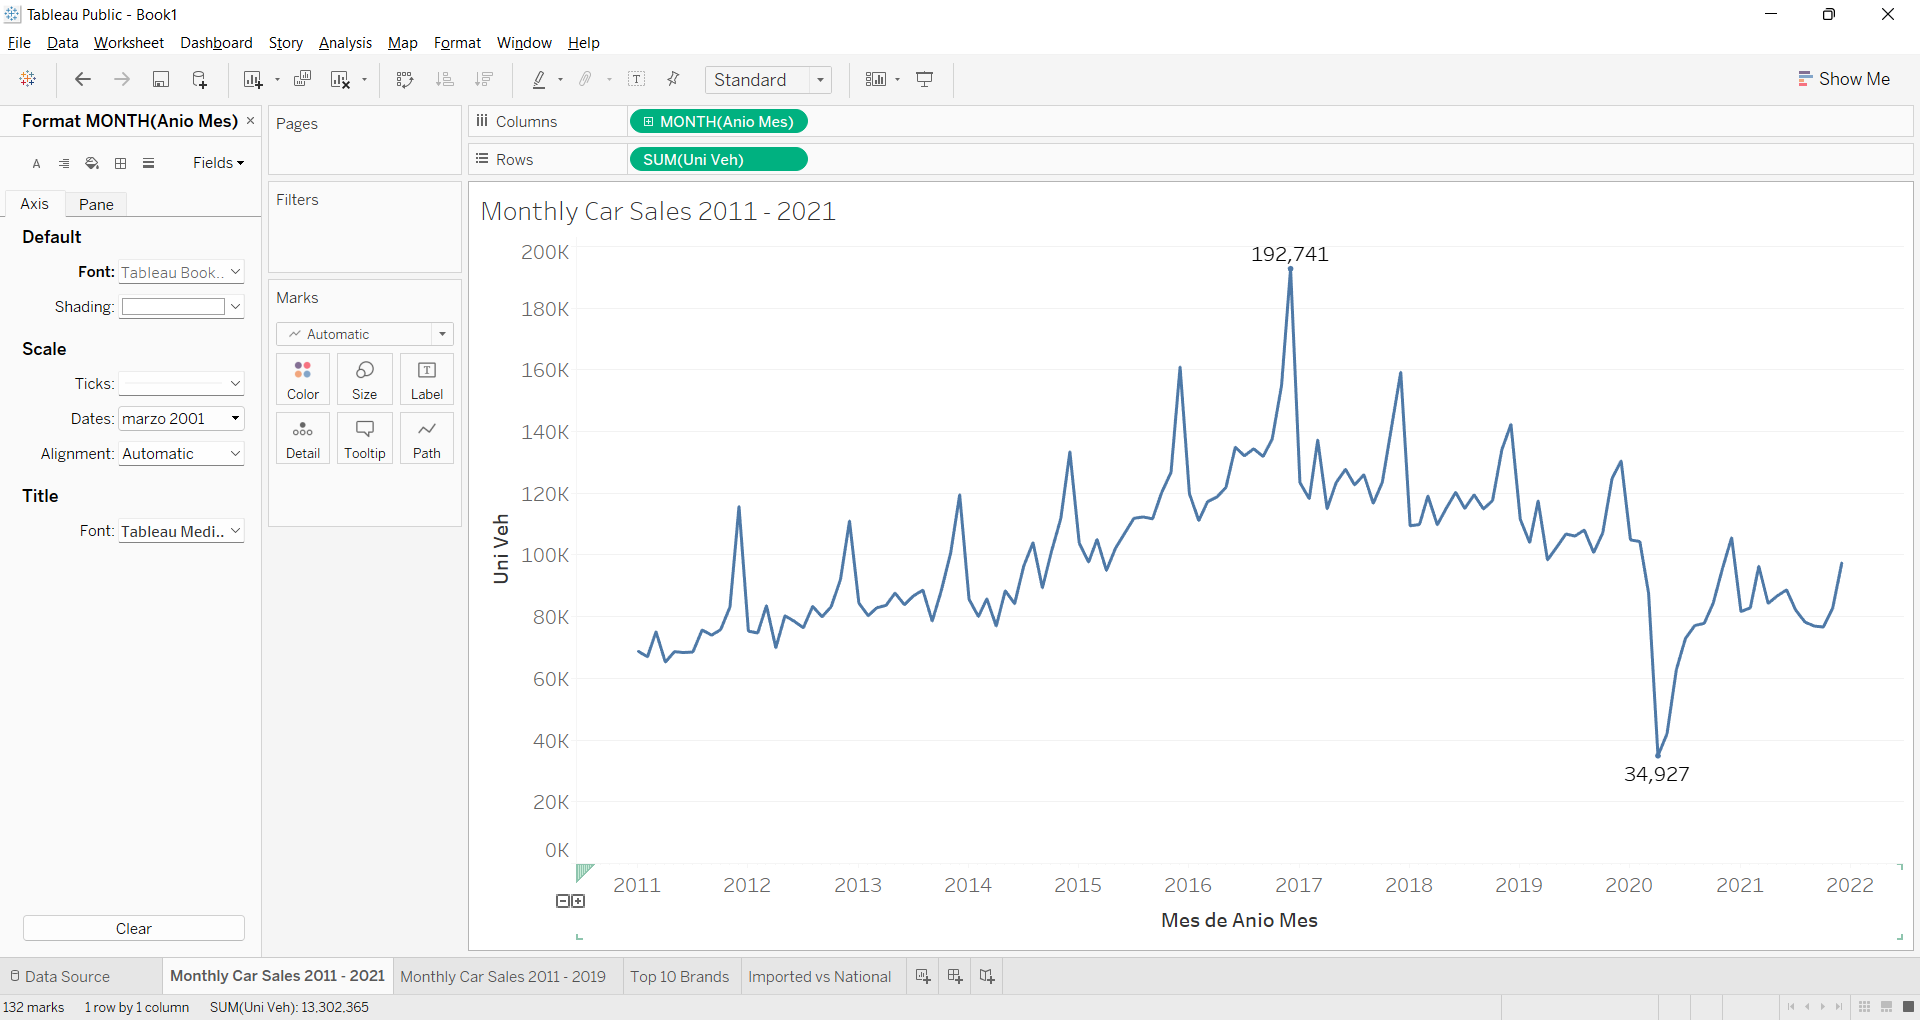 Tableau Public - Book1
File Data Worksheet Dashboard Story Analysis Map Format Window Help
Standard
Show Me
Format MONTH(Anio Mes) ×
Fields
Axis Pane
Default
Font: Tableau Book..
Shading:
Scale
Ticks:
Dates: marzo 2001
Alignment: Automatic
Title
Font: Tableau Medi..
Clear
Pages
Filters
Marks
Automatic
Color Size Label
Detail Tooltip Path
Columns MONTH(Anio Mes)
Rows SUM(Uni Veh)
Monthly Car Sales 2011 - 2021
200K
180K
160K
140K
120K
100K
80K
60K
40K
20K
0K
Uni Veh
192,741
34,927
2011 2012 2013 2014 2015 2016 2017 2018 2019 2020 2021 2022
Mes de Anio Mes
Data Source Monthly Car Sales 2011 - 2021 Monthly Car Sales 2011 - 2019 Top 10 Brands Imported vs National
132 marks 1 row by 1 column SUM(Uni Veh): 13,302,365